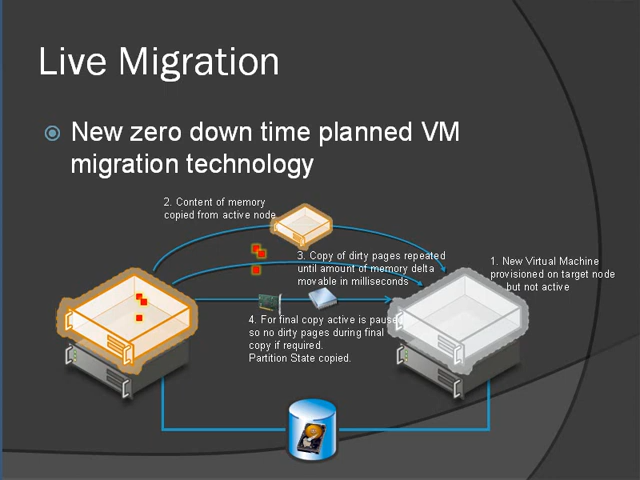 Live Migration
New zero down time planned VM
migration technology
2. Content of memory
copied from active node
3. Copy of dirty pages repeated
until amount of memory delta
movable in milliseconds
1. New Virtual Machine
provisioned on target node
but not active
4. For final copy active is paused
so no dirty pages during final
copy if required.
Partition State copied.